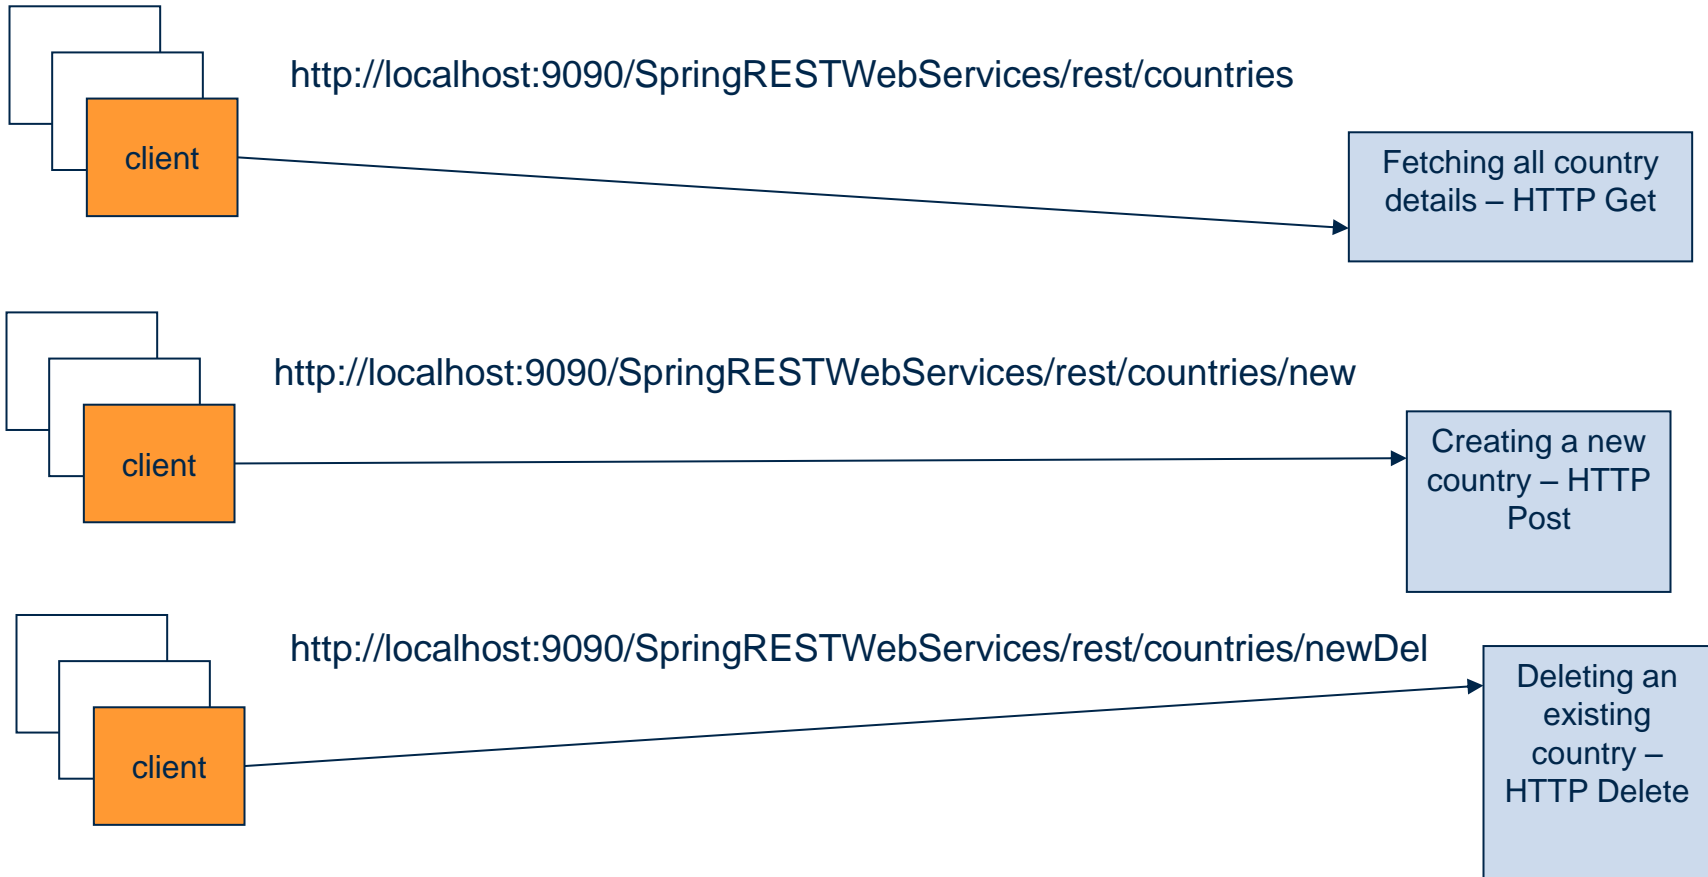 http://localhost:9090/SpringRESTWebServices/rest/countries
client
Fetching all country
details – HTTP Get
http://localhost:9090/SpringRESTWebServices/rest/countries/new
client
Creating a new
country – HTTP
Post
http://localhost:9090/SpringRESTWebServices/rest/countries/newDel
client
Deleting an
existing
country –
HTTP Delete